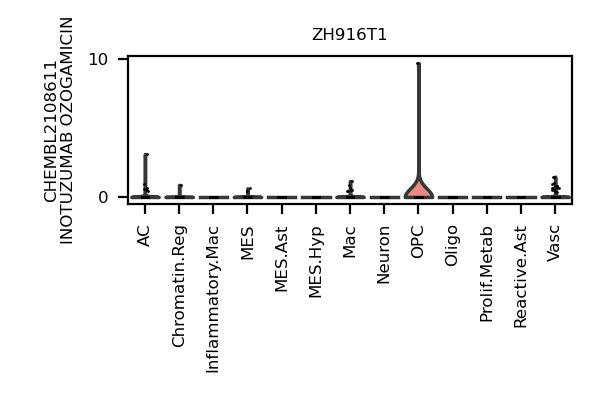 ZH916T1
CHEMBL2108611
INOTUZUMAB OZOGAMICIN
10
0
AC
Chromatin.Reg
Inflammatory.Mac
MES
MES.Ast
MES.Hyp
Mac
Neuron
OPC
Oligo
Prolif.Metab
Reactive.Ast
Vasc